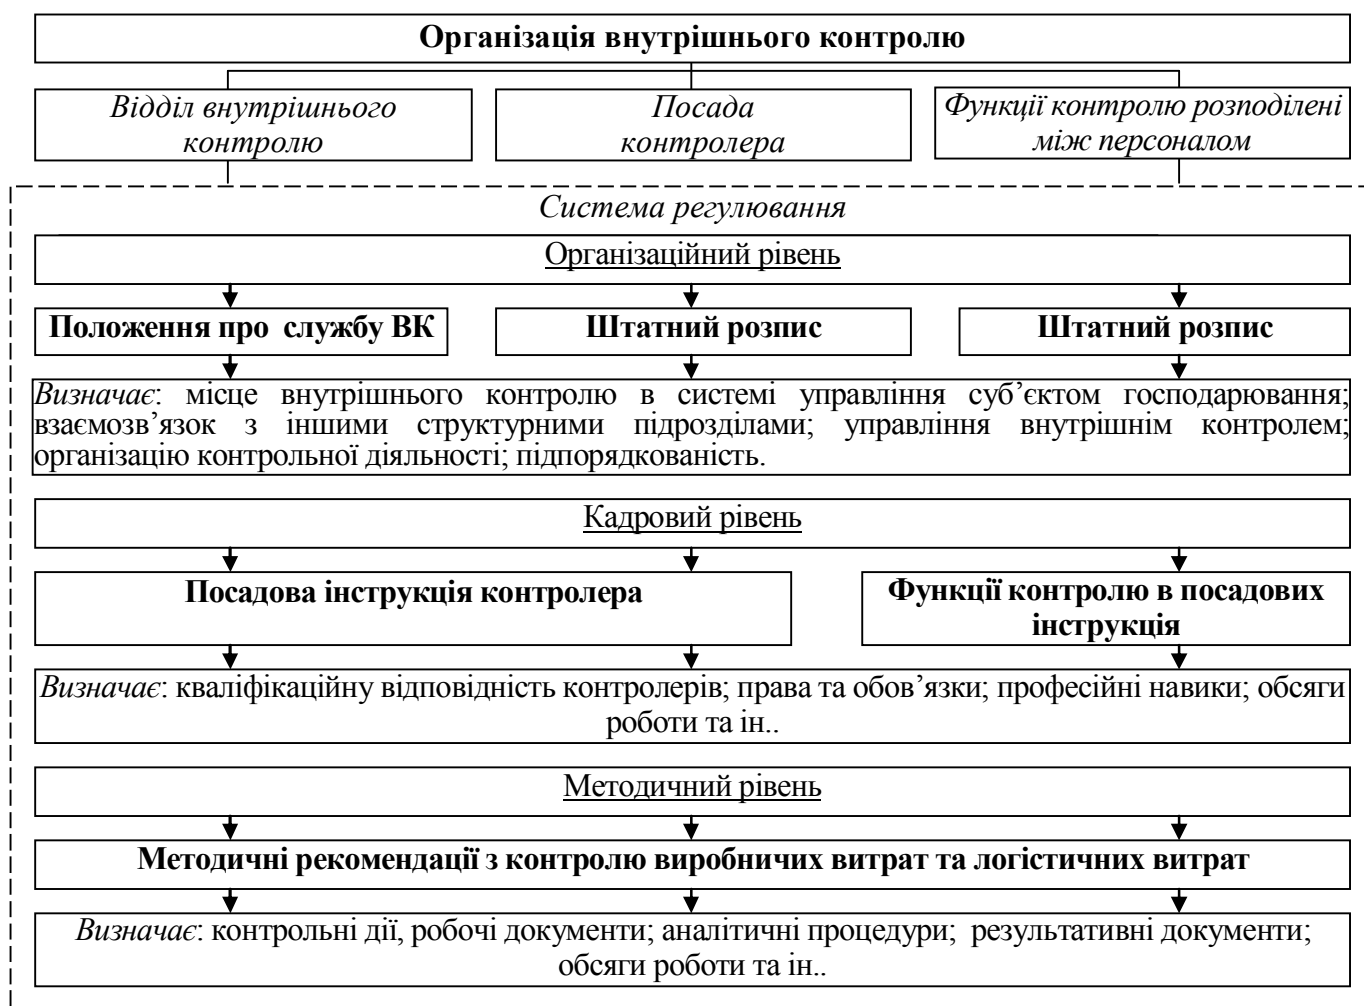 Організація внутрішнього контролю
Відділ внутрішнього
контролю
Посада
контролера
Функції контролю розподілені
між персоналом
Система регулювання
Організаційний рівень
Положення про службу ВК
Штатний розпис
Штатний розпис
Визначає: місце внутрішнього контролю в системі управління суб’єктом господарювання;
взаємозв’язок з іншими структурними підрозділами; управління внутрішнім контролем;
організацію контрольної діяльності; підпорядкованість.
Кадровий рівень
Посадова інструкція контролера
Функції контролю в посадових
інструкція
Визначає: кваліфікаційну відповідність контролерів; права та обов’язки; професійні навики; обсяги
роботи та ін..
Методичний рівень
Методичні рекомендації з контролю виробничих витрат та логістичних витрат
Визначає: контрольні дії, робочі документи; аналітичні процедури; результативні документи;
обсяги роботи та ін..